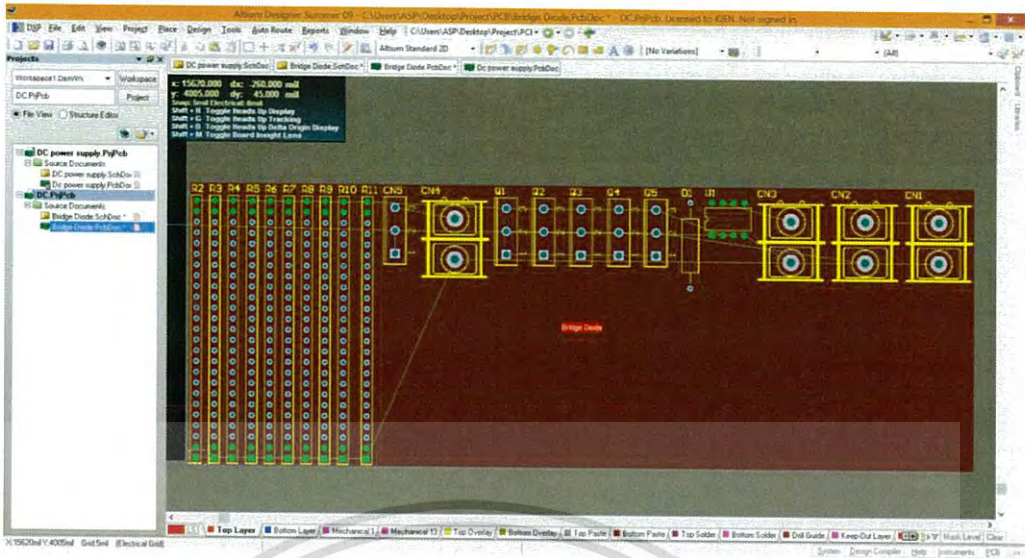 Altium Designer Summer 09 - C:\Users\ASP\Desktop\Project\PCB\Bridge Diode.PcbDoc * - DC.PrjPcb. Licensed to KIEN. Not signed in.
DXP File Edit View Project Place Design Tools Auto Route Reports Window Help C:\Users\ASP\Desktop\Project\PCI
Altium Standard 2D [No Variations] (All)
Projects
DC power supply.SchDoc Bridge Diode.SchDoc * Bridge Diode.PcbDoc * Dc power supply.PcbDoc
Workspace1.DsnWrk Workspace
DC.PrjPcb Project
File View Structure Editor
x: 15620.000 dx: -260.000 mil
y: 4005.000 dy: 45.000 mil
Snap: 5mil Electrical: 8mil
Shift + H Toggle Heads Up Display
Shift + G Toggle Heads Up Tracking
Shift + D Toggle Heads Up Delta Origin Display
Shift + M Toggle Board Insight Lens
Clipboard
Libraries
DC power supply.PrjPcb
Source Documents
DC power supply.SchDoc
Dc power supply.PcbDoc
DC.PrjPcb
Source Documents
Bridge Diode.SchDoc *
Bridge Diode.PcbDoc *
R2 R3 R4 R5 R6 R7 R8 R9 R10 R11 CN5 CN4 Q1 Q2 Q3 Q4 Q5 D1 U1 CN3 CN2 CN1
Bridge Diode
Top Layer Bottom Layer Mechanical 1 Mechanical 13 Top Overlay Bottom Overlay Top Paste Bottom Paste Top Solder Bottom Solder Drill Guide Keep-Out Layer Mask Level Clear
X:15620mil Y:4005mil Grid:5mil (Electrical Grid)
System Design Compiler Help Instruments PCB